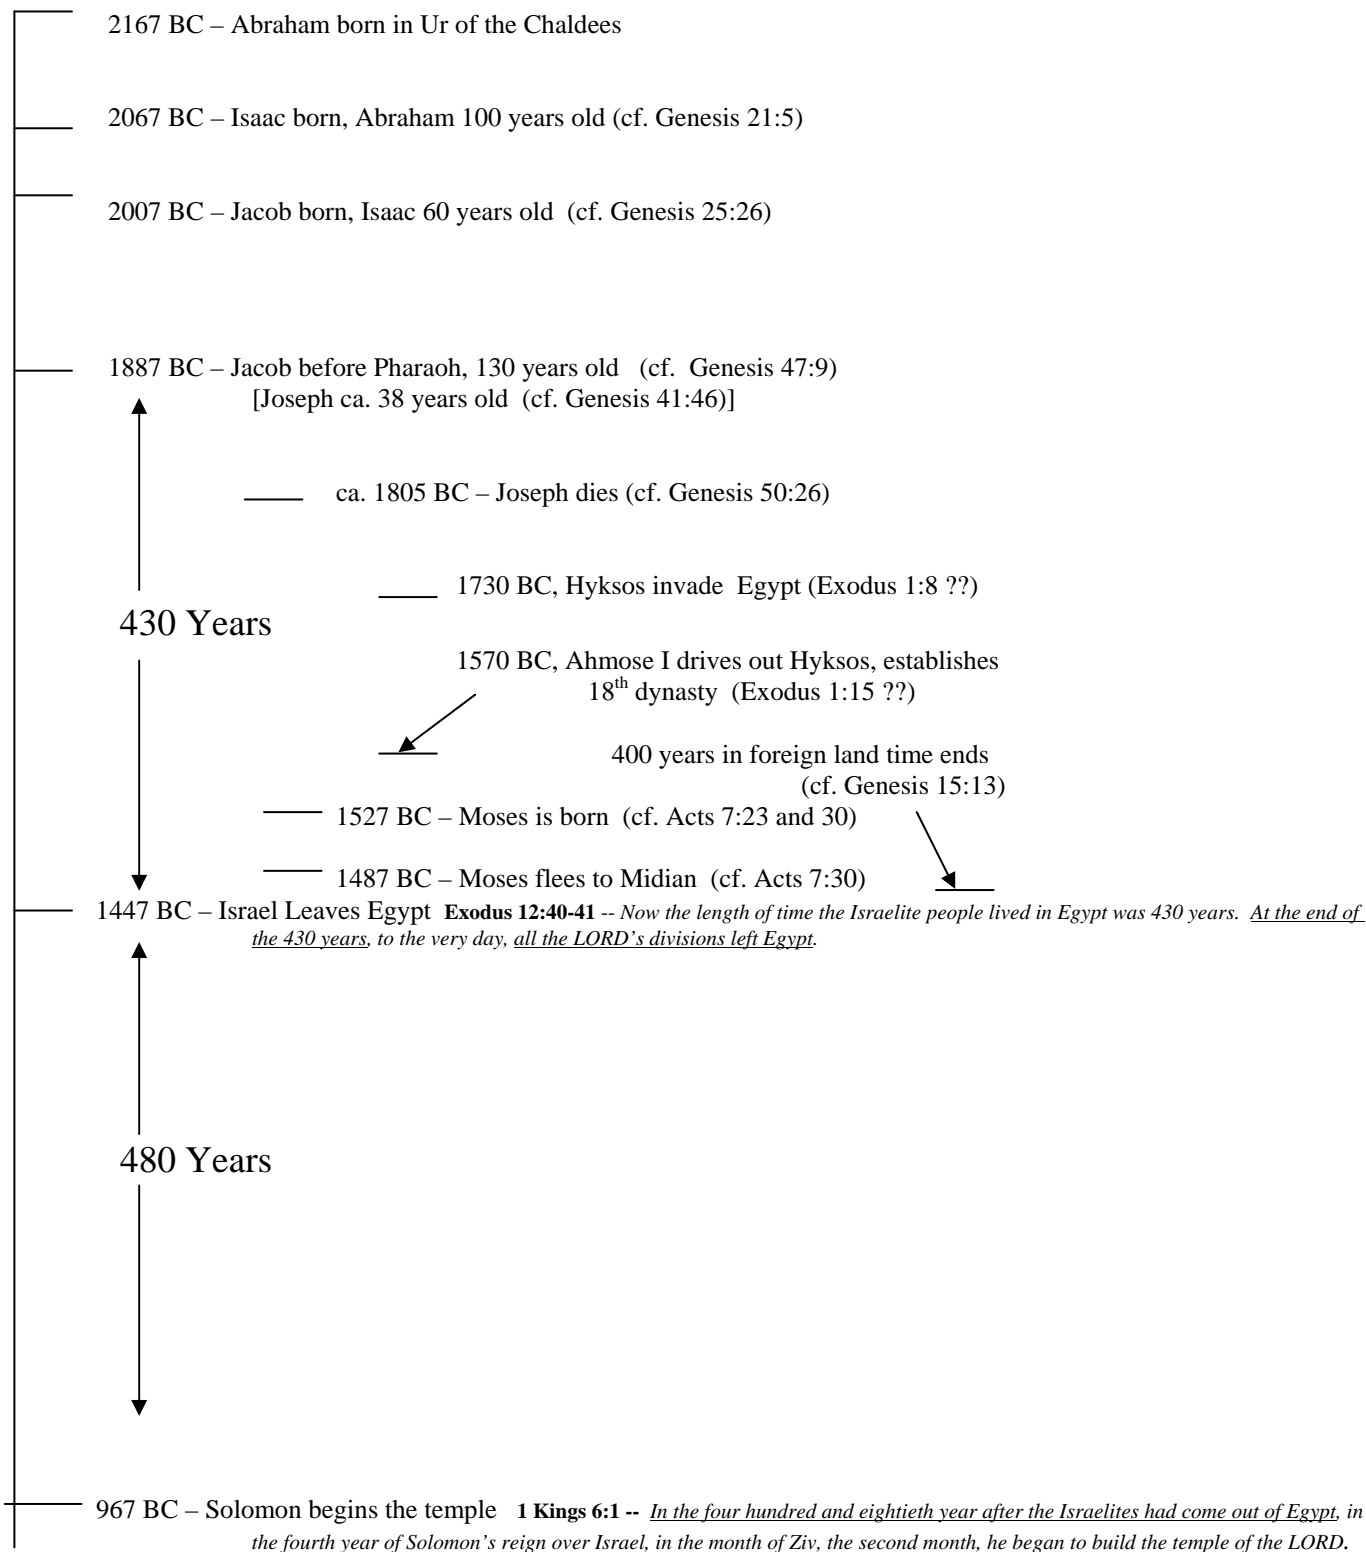 2167 BC – Abraham born in Ur of the Chaldees
2067 BC – Isaac born, Abraham 100 years old (cf. Genesis 21:5)
2007 BC – Jacob born, Isaac 60 years old (cf. Genesis 25:26)
1887 BC – Jacob before Pharaoh, 130 years old (cf. Genesis 47:9)
[Joseph ca. 38 years old (cf. Genesis 41:46)]
ca. 1805 BC – Joseph dies (cf. Genesis 50:26)
1730 BC, Hyksos invade Egypt (Exodus 1:8 ??)
430 Years
1570 BC, Ahmose I drives out Hyksos, establishes
18th dynasty (Exodus 1:15 ??)
400 years in foreign land time ends
(cf. Genesis 15:13)
1527 BC – Moses is born (cf. Acts 7:23 and 30)
1487 BC – Moses flees to Midian (cf. Acts 7:30)
1447 BC – Israel Leaves Egypt Exodus 12:40-41 -- Now the length of time the Israelite people lived in Egypt was 430 years. At the end of
the 430 years, to the very day, all the LORD’s divisions left Egypt.
480 Years
967 BC – Solomon begins the temple 1 Kings 6:1 -- In the four hundred and eightieth year after the Israelites had come out of Egypt, in
the fourth year of Solomon’s reign over Israel, in the month of Ziv, the second month, he began to build the temple of the LORD.